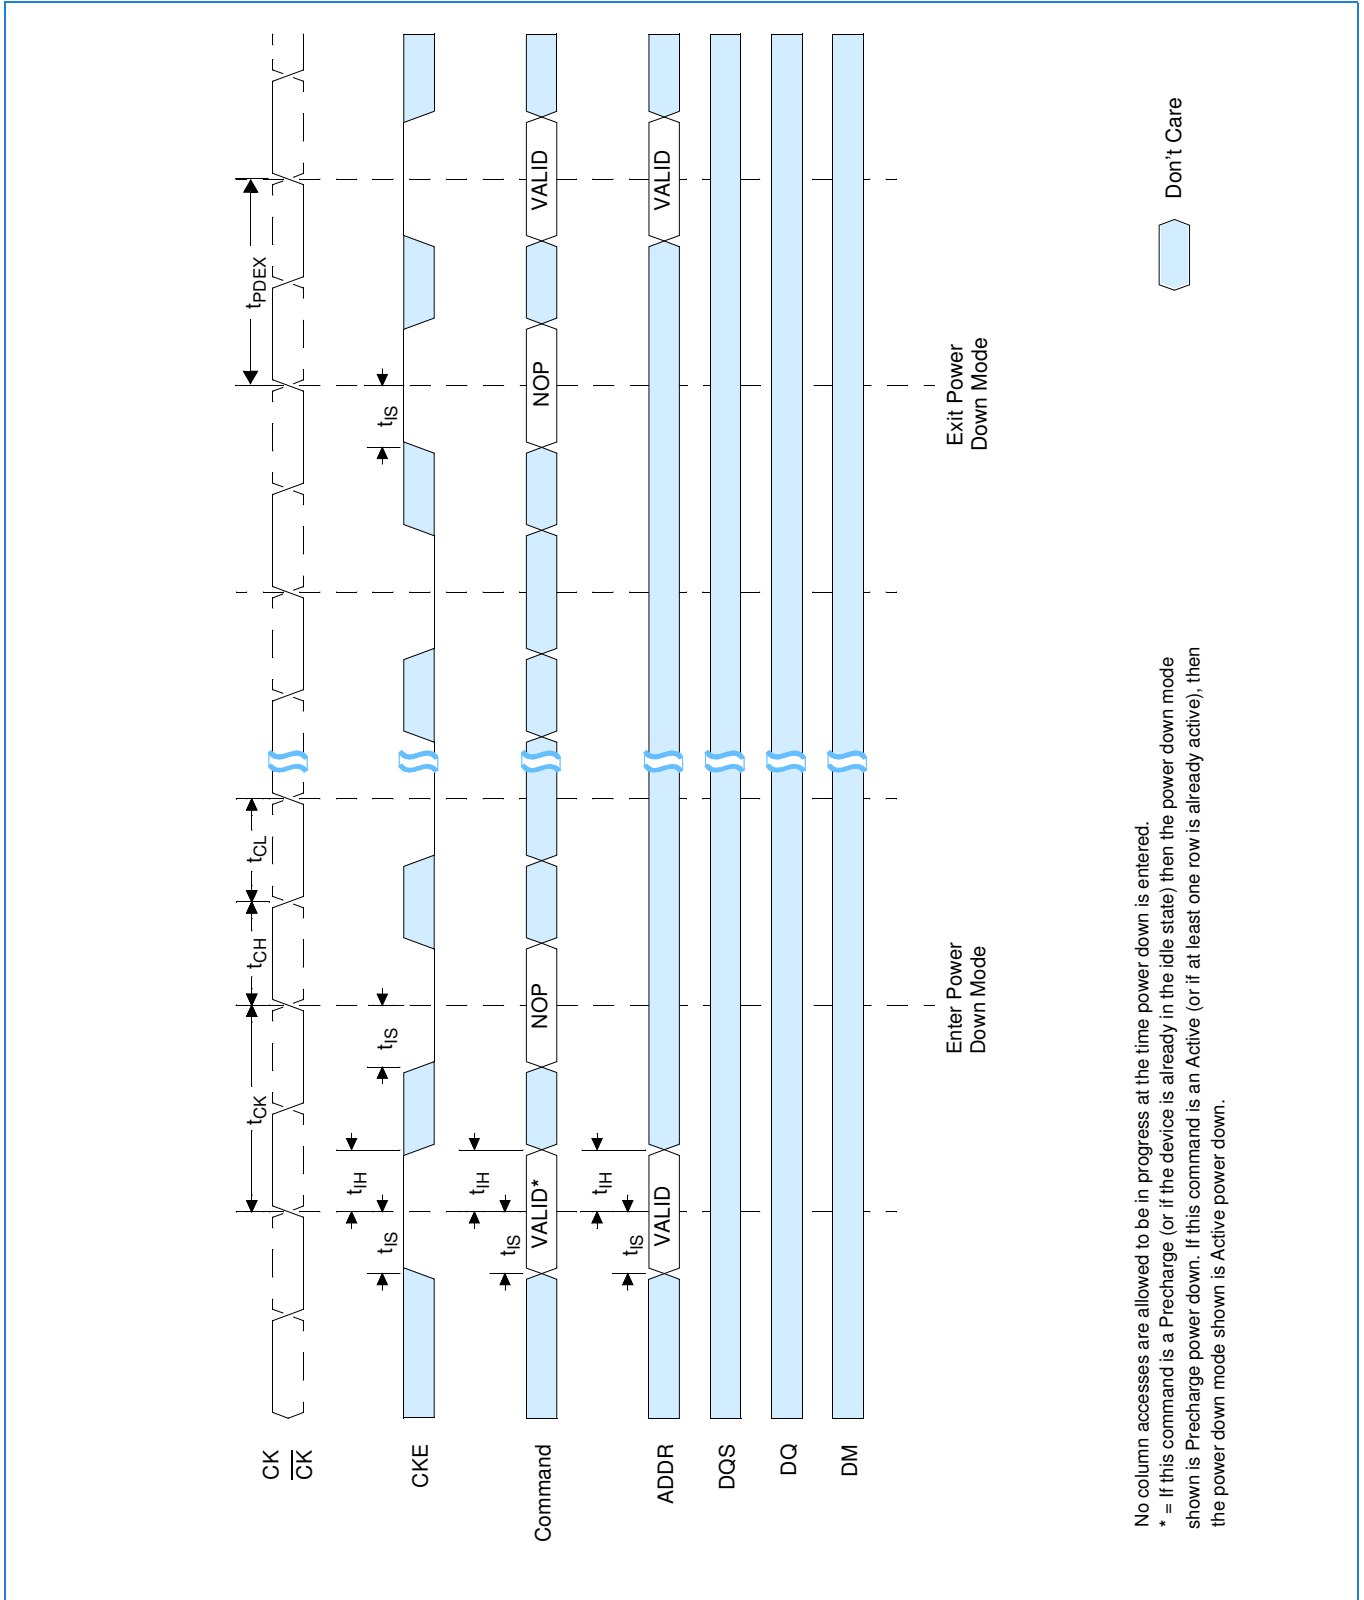 CK
CK
CKE
Command
ADDR
DQS
DQ
DM
tCK
tCH
tCL
tPDEX
tIS
tIH
tIS
tIS
tIS
tIH
VALID*
NOP
NOP
VALID
tIS
tIH
VALID
VALID
Enter Power
Down Mode
Exit Power
Down Mode
Don't Care
No column accesses are allowed to be in progress at the time power down is entered.
* = If this command is a Precharge (or if the device is already in the idle state) then the power down mode
shown is Precharge power down. If this command is an Active (or if at least one row is already active), then
the power down mode shown is Active power down.